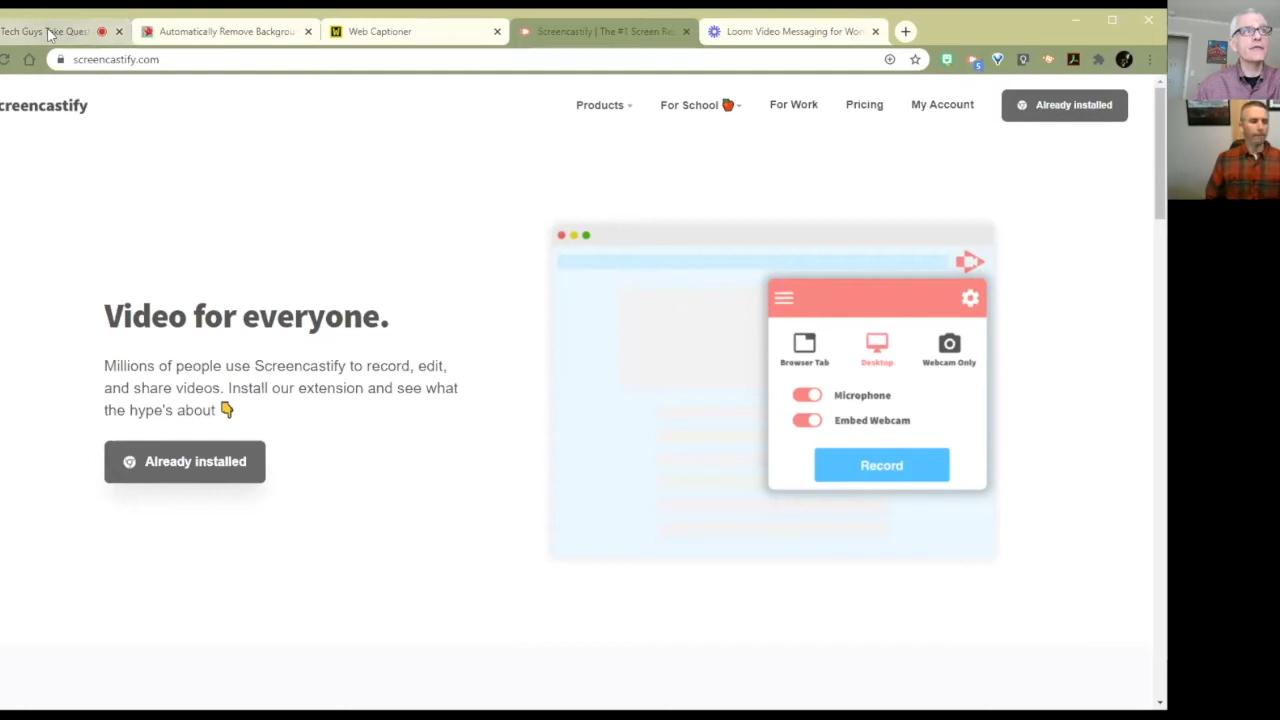 Tech Guys Take Ques
Automatically Remove Backgrou
Web Captioner
Screencastify | The #1 Screen Re
Loom: Video Messaging for Wor
screencastify.com
5
creencastify
Products
For School
For Work
Pricing
My Account
Already installed
Video for everyone.
Millions of people use Screencastify to record, edit,
and share videos. Install our extension and see what
the hype's about
Already installed
Browser Tab
Desktop
Webcam Only
Microphone
Embed Webcam
Record